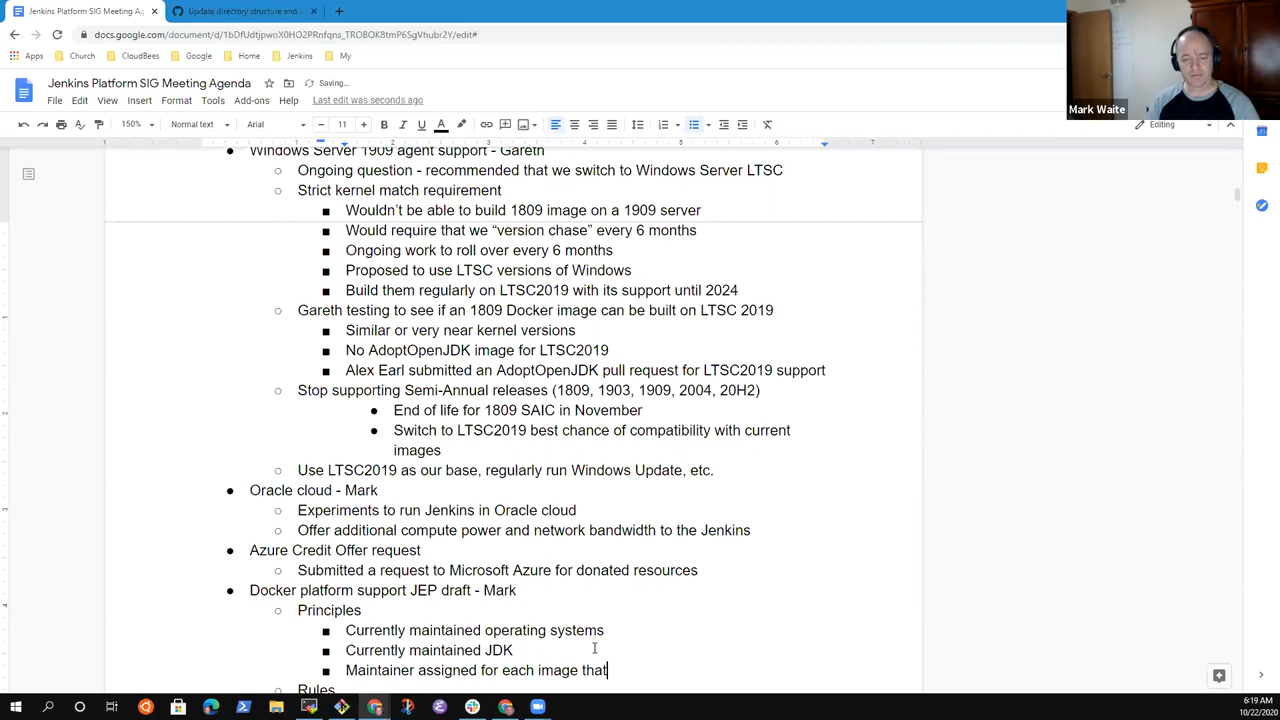 Jenkins Platform SIG Meeting Ag
Update directory structure and
docs.google.com/document/d/1bDfUdtjpwoX0HO2PRnfqns_TROBOK8tmP6SgVhubr2Y/edit#
Apps Church CloudBees Google Home Jenkins My
Jenkins Platform SIG Meeting Agenda Saving...
File Edit View Insert Format Tools Add-ons Help Last edit was seconds ago
Mark Waite
150% Normal text Arial 11 Editing
1 1 2 3 4 5 6 7
Windows Server 1909 agent support - Gareth
Ongoing question - recommended that we switch to Windows Server LTSC
Strict kernel match requirement
Wouldn’t be able to build 1809 image on a 1909 server
Would require that we “version chase” every 6 months
Ongoing work to roll over every 6 months
Proposed to use LTSC versions of Windows
Build them regularly on LTSC2019 with its support until 2024
Gareth testing to see if an 1809 Docker image can be built on LTSC 2019
Similar or very near kernel versions
No AdoptOpenJDK image for LTSC2019
Alex Earl submitted an AdoptOpenJDK pull request for LTSC2019 support
Stop supporting Semi-Annual releases (1809, 1903, 1909, 2004, 20H2)
End of life for 1809 SAIC in November
Switch to LTSC2019 best chance of compatibility with current
images
Use LTSC2019 as our base, regularly run Windows Update, etc.
Oracle cloud - Mark
Experiments to run Jenkins in Oracle cloud
Offer additional compute power and network bandwidth to the Jenkins
Azure Credit Offer request
Submitted a request to Microsoft Azure for donated resources
Docker platform support JEP draft - Mark
Principles
Currently maintained operating systems
Currently maintained JDK
Maintainer assigned for each image that
Rules
6:19 AM
10/22/2020